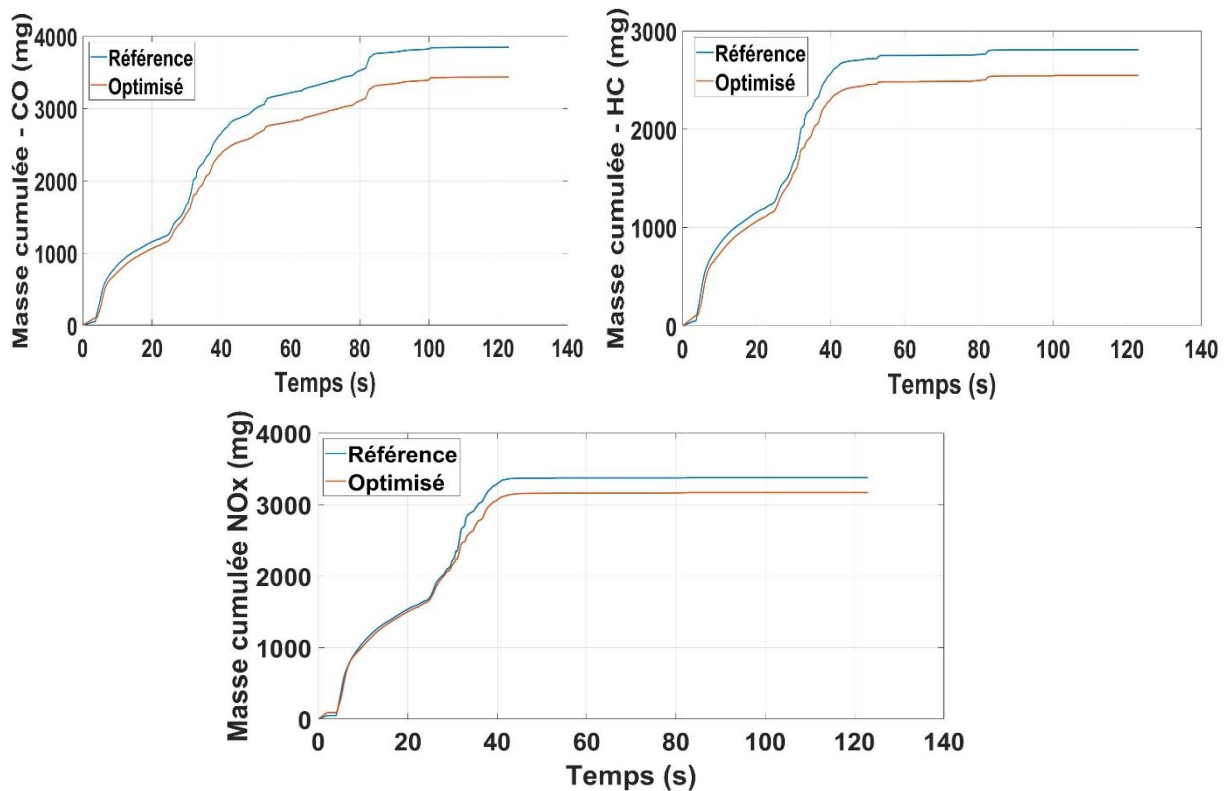 Masse cumulée - CO (mg)
4000
3000
2000
1000
0
Référence
Optimisé
0 20 40 60 80 100 120 140
Temps (s)
Masse cumulée - HC (mg)
3000
2000
1000
0
Référence
Optimisé
0 20 40 60 80 100 120 140
Temps (s)
Masse cumulée NOx (mg)
4000
3000
2000
1000
0
Référence
Optimisé
0 20 40 60 80 100 120 140
Temps (s)